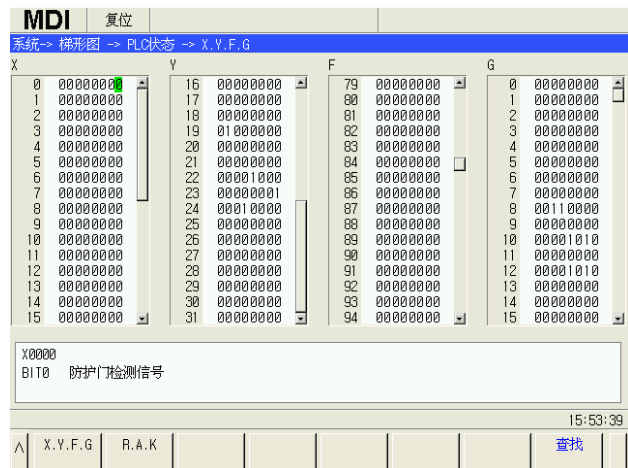 MDI 复位
系统-> 梯形图 -> PLC状态 -> X.Y.F.G
X Y F G
0 00000000 16 00000000 79 00000000 0 00000000
1 00000000 17 00000000 80 00000000 1 00000000
2 00000000 18 00000000 81 00000000 2 00000000
3 00000000 19 01000000 82 00000000 3 00000000
4 00000000 20 00000000 83 00000000 4 00000000
5 00000000 21 00000000 84 00000000 5 00000000
6 00000000 22 00001000 85 00000000 6 00000000
7 00000000 23 00000001 86 00000000 7 00000000
8 00000000 24 00010000 87 00000000 8 00110000
9 00000000 25 00000000 88 00000000 9 00000000
10 00000000 26 00000000 89 00000000 10 00001010
11 00000000 27 00000000 90 00000000 11 00000000
12 00000000 28 00000000 91 00000000 12 00001010
13 00000000 29 00000000 92 00000000 13 00000000
14 00000000 30 00000000 93 00000000 14 00000000
15 00000000 31 00000000 94 00000000 15 00000000
X0000
BIT0 防护门检测信号
15:53:39
∧ X.Y.F.G R.A.K 查找